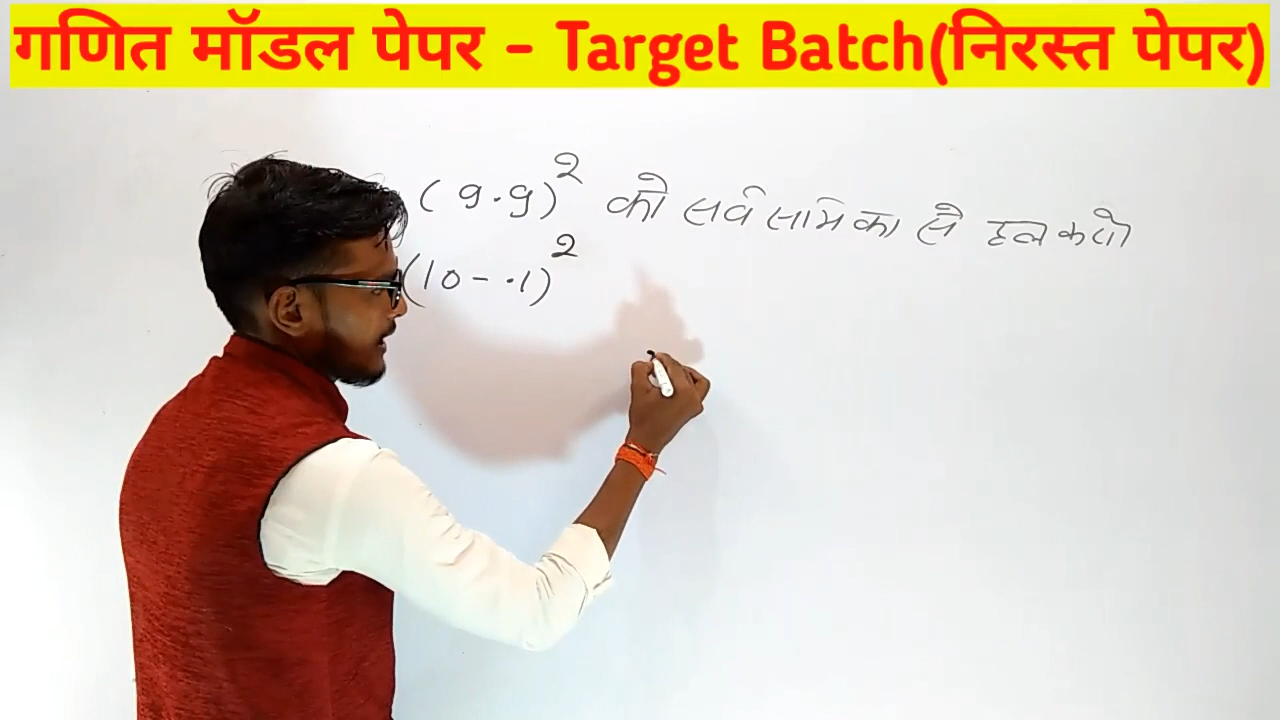 गणित मॉडल पेपर - Target Batch(निरस्त पेपर)
(9.9)² को सर्वसमिका से हल करो
(10-.1)²